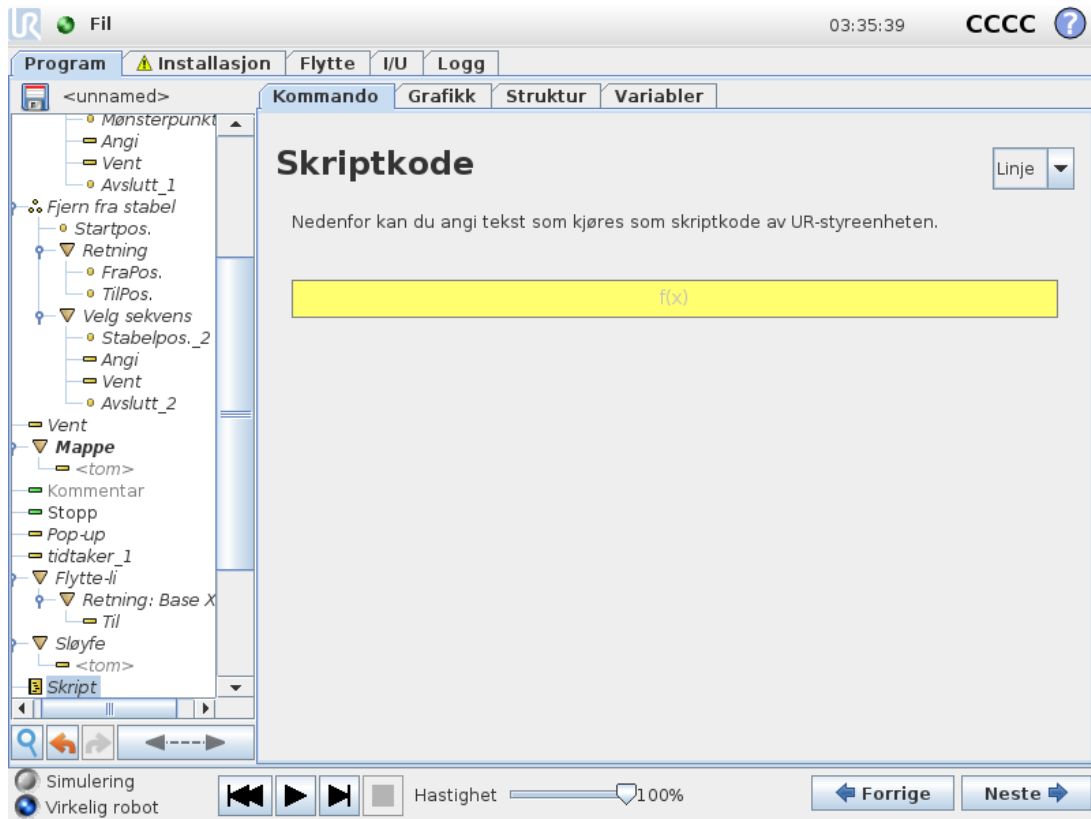 UR Fil 03:35:39 CCCC ?
Program Installasjon Flytte I/U Logg
<unnamed> Kommando Grafikk Struktur Variabler
Mønsterpunkt
Angi
Vent
Avslutt_1
Fjern fra stabel
Startpos.
Retning
FraPos.
TilPos.
Velg sekvens
Stabelpos._2
Angi
Vent
Avslutt_2
Vent
Mappe
<tom>
Kommentar
Stopp
Pop-up
tidtaker_1
Flytte-li
Retning: Base X
Til
Sløyfe
<tom>
Skript
Skriptkode
Linje
Nedenfor kan du angi tekst som kjøres som skriptkode av UR-styreenheten.
f(x)
Simulering
Virkelig robot
Hastighet 100%
Forrige Neste